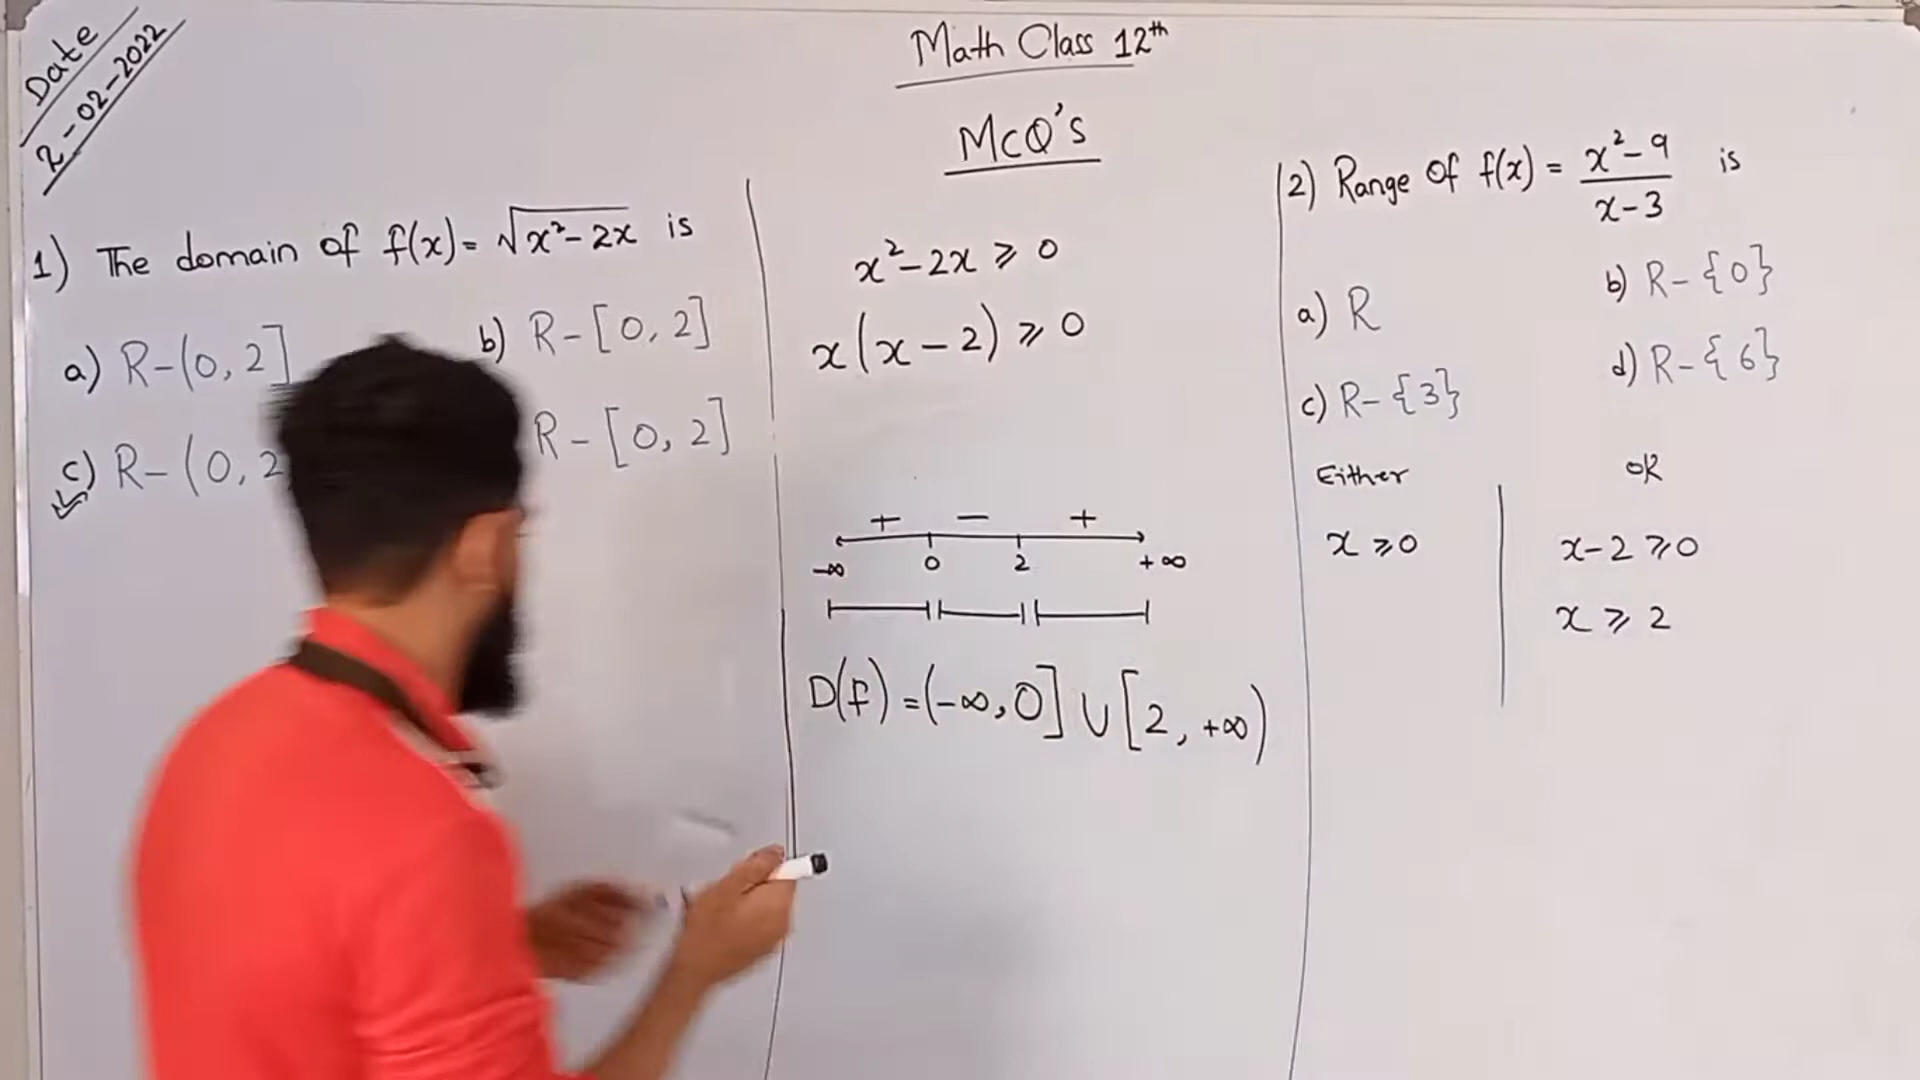 Date
2-02-2022
Math Class 12th
McQ's
1) The domain of f(x) = √(x²-2x) is
a) R-(0, 2]
b) R-[0, 2]
c) R-(0, 2
R-[0, 2]
x²-2x ⩾ 0
x(x-2) ⩾ 0
+ - +
-∞ 0 2 +∞
D(f) = (-∞, 0] ∪ [2, +∞)
2) Range of f(x) = (x²-9)/(x-3) is
a) R
b) R-{0}
c) R-{3}
d) R-{6}
Either
oR
x ⩾ 0
x-2 ⩾ 0
x ⩾ 2